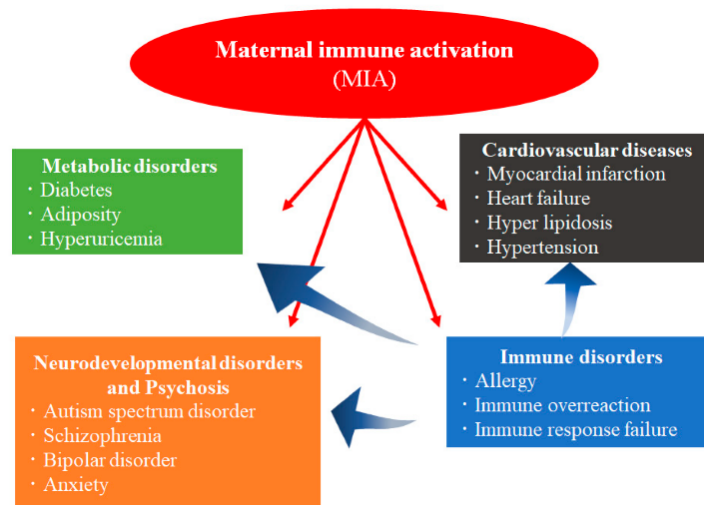 Maternal immune activation
(MIA)
Metabolic disorders
・Diabetes
・Adiposity
・Hyperuricemia
Cardiovascular diseases
・Myocardial infarction
・Heart failure
・Hyper lipidosis
・Hypertension
Neurodevelopmental disorders
and Psychosis
・Autism spectrum disorder
・Schizophrenia
・Bipolar disorder
・Anxiety
Immune disorders
・Allergy
・Immune overreaction
・Immune response failure